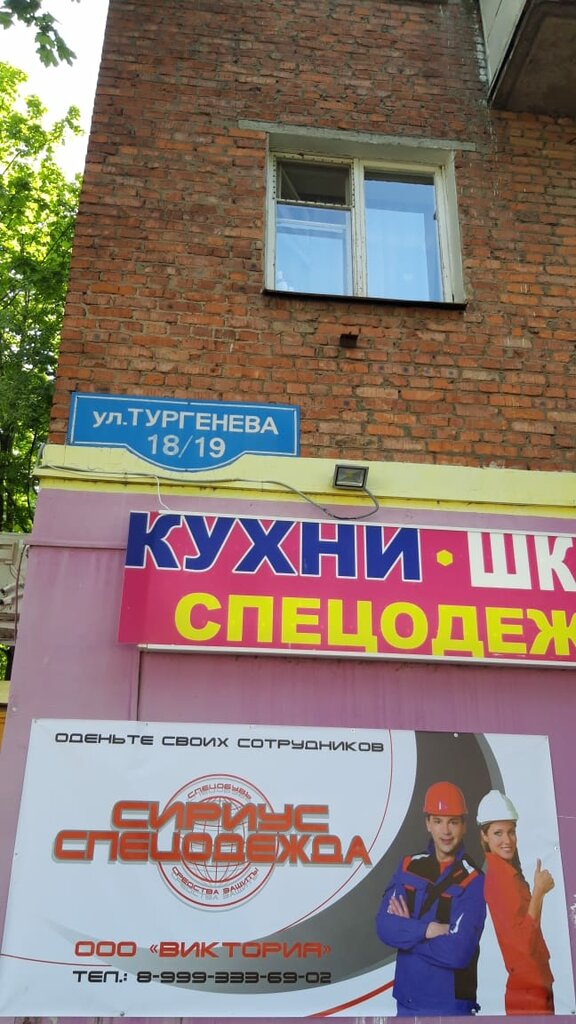 ул.ТУРГЕНЕВА
18/19
КУХНИ · ШК
СПЕЦОДЕЖ
ОДЕНЬТЕ СВОИХ СОТРУДНИКОВ
СПЕЦОБУВЬ
СИРИУС
СПЕЦОДЕЖДА
СРЕДСТВА ЗАЩИТЫ
ООО «ВИКТОРИЯ»
ТЕЛ.: 8-999-333-69-02